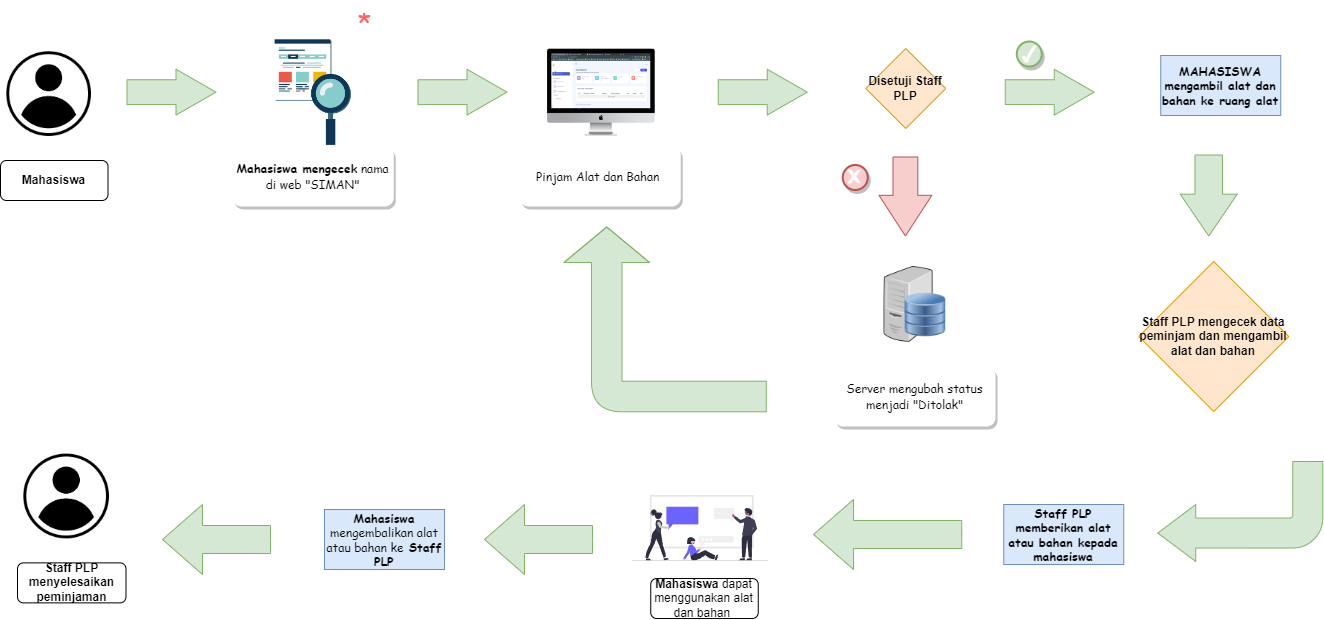 *
Mahasiswa
Mahasiswa mengecek nama
di web "SIMAN"
Pinjam Alat dan Bahan
Disetuji Staff
PLP
MAHASISWA
mengambil alat dan
bahan ke ruang alat
Server mengubah status
menjadi "Ditolak"
Staff PLP mengecek data
peminjam dan mengambil
alat dan bahan
Staff PLP
memberikan alat
atau bahan kepada
mahasiswa
Mahasiswa dapat
menggunakan alat
dan bahan
Mahasiswa
mengembalikan alat
atau bahan ke Staff
PLP
Staff PLP
menyelesaikan
peminjaman